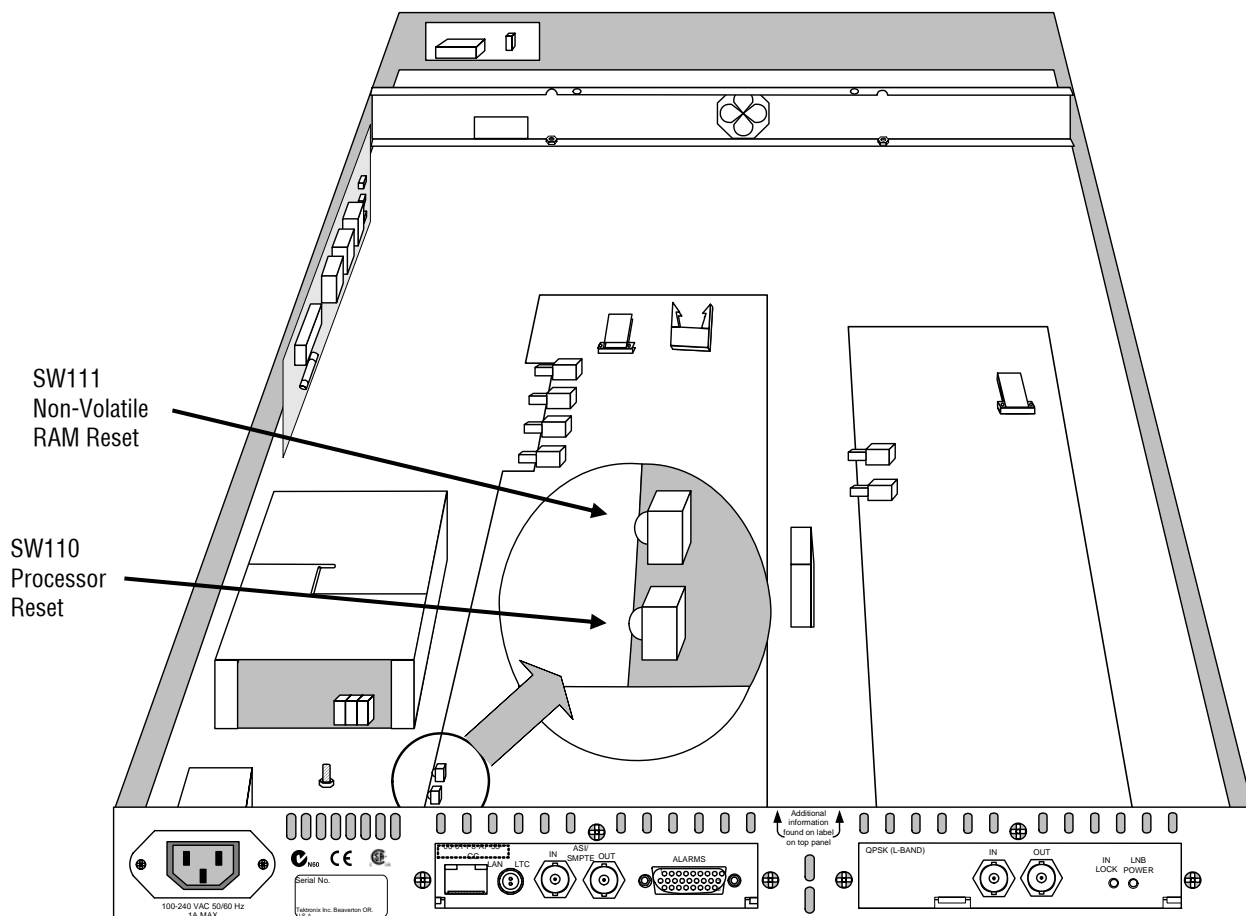 SW111
Non-Volatile
RAM Reset
SW110
Processor
Reset
Additional
information
found on label
on top panel
N60
CE
Serial No.
Tektronix Inc. Beaverton OR.
U.S.A.
100-240 VAC 50/60 Hz
1A MAX
LAN
LTC
IN
ASI/
SMPTE
OUT
ALARMS
QPSK (L-BAND)
IN
OUT
IN
LOCK
LNB
POWER